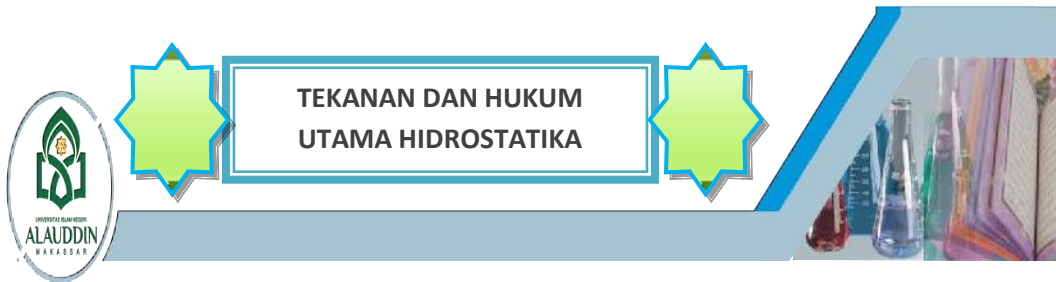 TEKANAN DAN HUKUM
UTAMA HIDROSTATIKA
UNIVERSITAS ISLAM NEGERI
ALAUDDIN
MAKASSAR